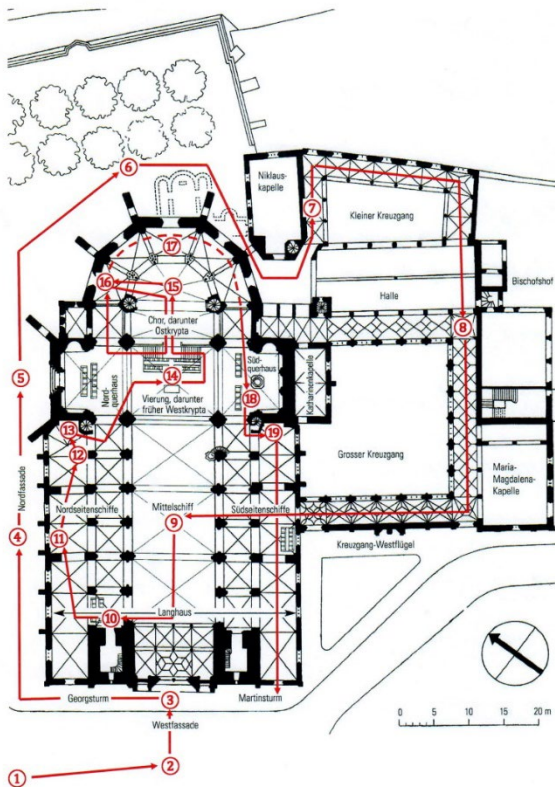 6
Niklaus-
kapelle
7
Kleiner Kreuzgang
17
16
15
Halle
Bischofshof
Chor, darunter
Ostkrypta
8
5
Nord-
querhaus
14
Süd-
querhaus
Katharinenkapelle
Vierung, darunter
früher Westkrypta
18
13
19
12
Grosser Kreuzgang
Maria-
Magdalena-
Kapelle
Nordfassade
Nordseitenschiffe
Mittelschiff
9
Südseitenschiffe
4
11
Kreuzgang-Westflügel
10
Langhaus
Georgsturm
3
Martinsturm
Westfassade
0 5 10 15 20 m
1
2